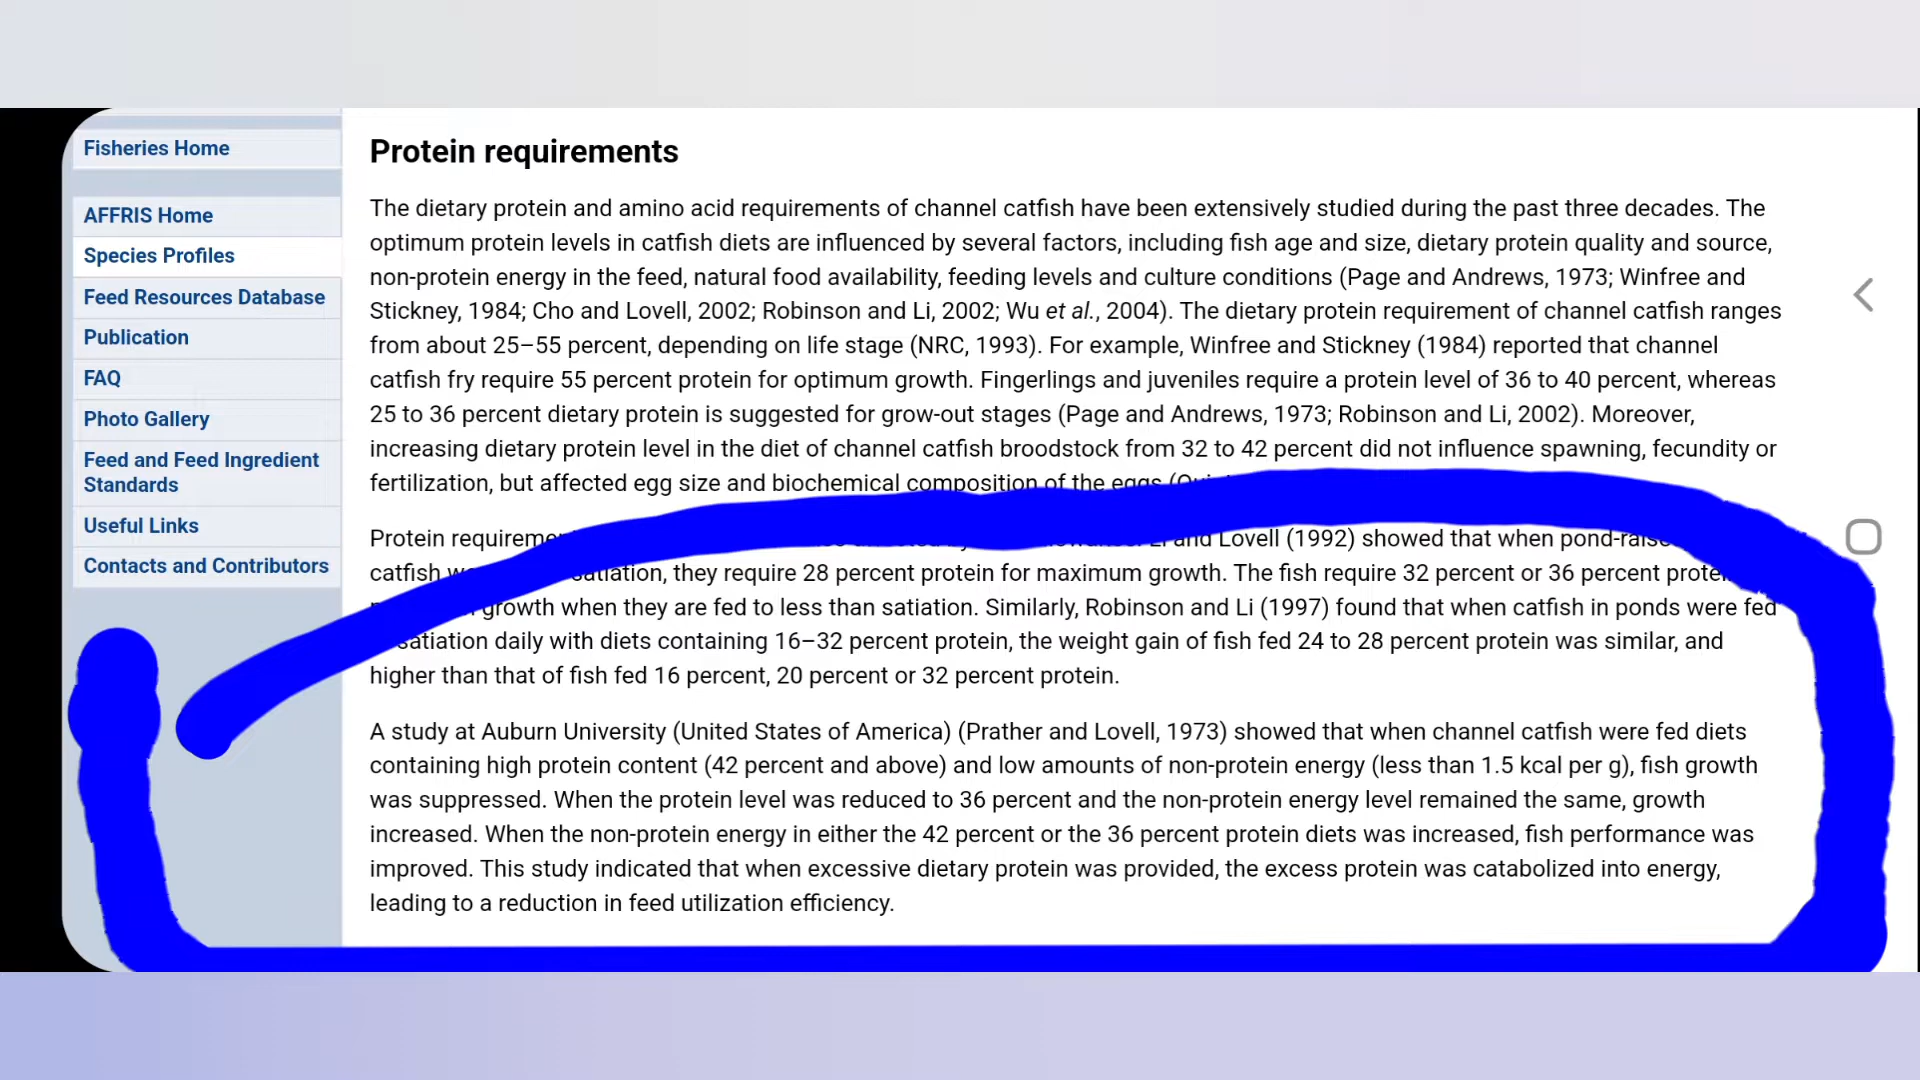 Fisheries Home
AFFRIS Home
Species Profiles
Feed Resources Database
Publication
FAQ
Photo Gallery
Feed and Feed Ingredient
Standards
Useful Links
Contacts and Contributors
Protein requirements
The dietary protein and amino acid requirements of channel catfish have been extensively studied during the past three decades. The
optimum protein levels in catfish diets are influenced by several factors, including fish age and size, dietary protein quality and source,
non-protein energy in the feed, natural food availability, feeding levels and culture conditions (Page and Andrews, 1973; Winfree and
Stickney, 1984; Cho and Lovell, 2002; Robinson and Li, 2002; Wu et al., 2004). The dietary protein requirement of channel catfish ranges
from about 25–55 percent, depending on life stage (NRC, 1993). For example, Winfree and Stickney (1984) reported that channel
catfish fry require 55 percent protein for optimum growth. Fingerlings and juveniles require a protein level of 36 to 40 percent, whereas
25 to 36 percent dietary protein is suggested for grow-out stages (Page and Andrews, 1973; Robinson and Li, 2002). Moreover,
increasing dietary protein level in the diet of channel catfish broodstock from 32 to 42 percent did not influence spawning, fecundity or
fertilization, but affected egg size and biochemical composition of the eggs
Protein Li and Lovell (1992) showed that when
catfish satiation, they require 28 percent protein for maximum growth. The fish require 32 percent or 36 percent
growth when they are fed to less than satiation. Similarly, Robinson and Li (1997) found that when catfish in ponds were fed
satiation daily with diets containing 16–32 percent protein, the weight gain of fish fed 24 to 28 percent protein was similar, and
higher than that of fish fed 16 percent, 20 percent or 32 percent protein.
A study at Auburn University (United States of America) (Prather and Lovell, 1973) showed that when channel catfish were fed diets
containing high protein content (42 percent and above) and low amounts of non-protein energy (less than 1.5 kcal per g), fish growth
was suppressed. When the protein level was reduced to 36 percent and the non-protein energy level remained the same, growth
increased. When the non-protein energy in either the 42 percent or the 36 percent protein diets was increased, fish performance was
improved. This study indicated that when excessive dietary protein was provided, the excess protein was catabolized into energy,
leading to a reduction in feed utilization efficiency.